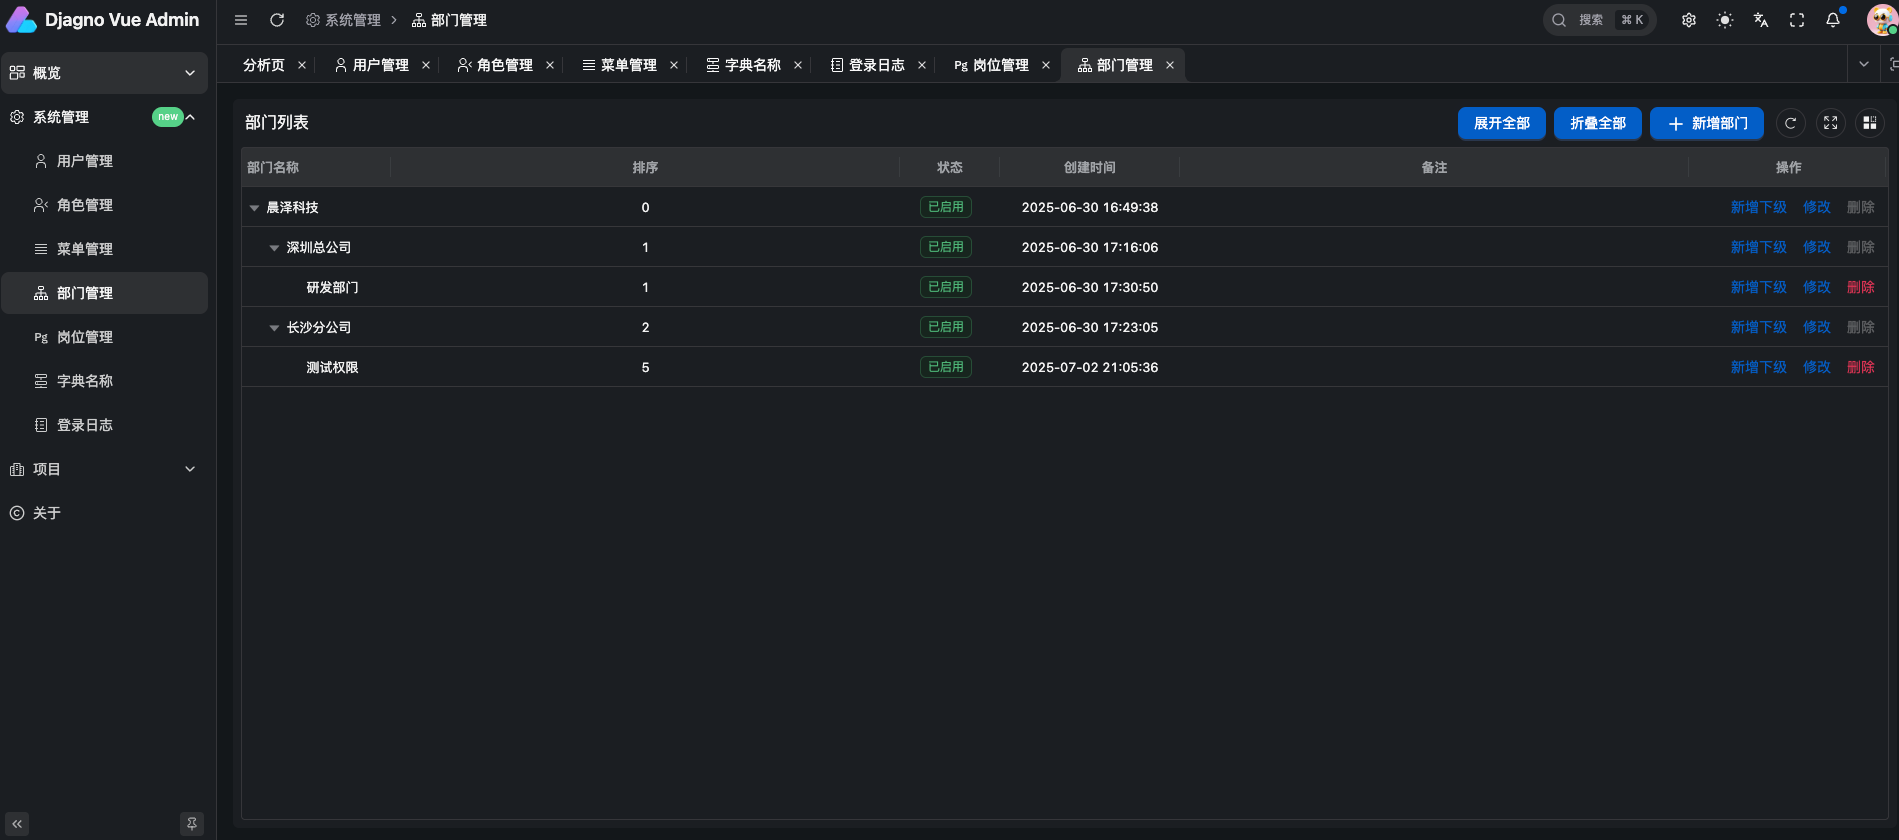 Djagno Vue Admin
系统管理
部门管理
搜索 ⌘ K
分析页
用户管理
角色管理
菜单管理
字典名称
登录日志
Pg 岗位管理
部门管理
概览
系统管理 new
用户管理
角色管理
菜单管理
部门管理
Pg 岗位管理
字典名称
登录日志
项目
关于
部门列表
展开全部
折叠全部
新增部门
部门名称 排序 状态 创建时间 备注 操作
晨泽科技 0 已启用 2025-06-30 16:49:38 新增下级 修改 删除
深圳总公司 1 已启用 2025-06-30 17:16:06 新增下级 修改 删除
研发部门 1 已启用 2025-06-30 17:30:50 新增下级 修改 删除
长沙分公司 2 已启用 2025-06-30 17:23:05 新增下级 修改 删除
测试权限 5 已启用 2025-07-02 21:05:36 新增下级 修改 删除